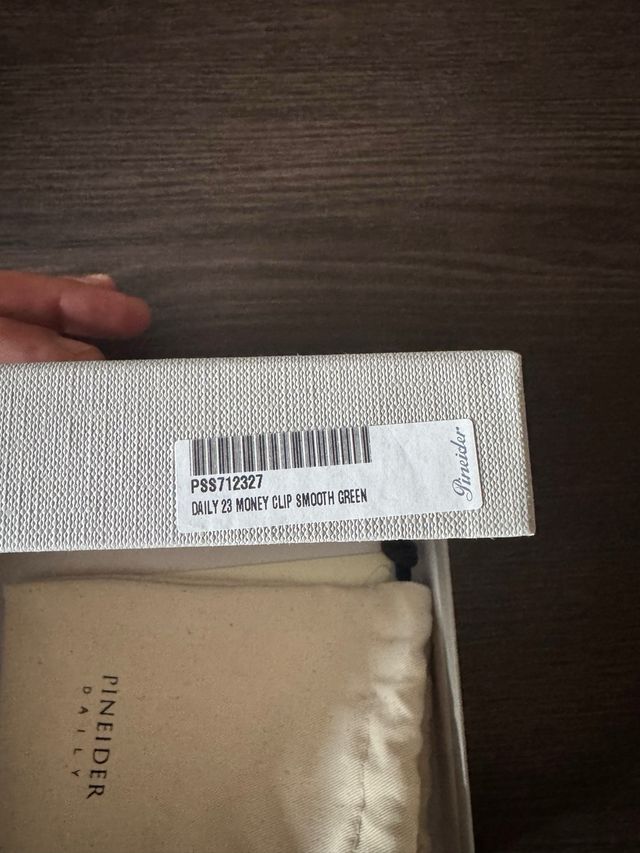 PSS712327
DAILY 23 MONEY CLIP SMOOTH GREEN
Pineider
PINEIDER
DAILY